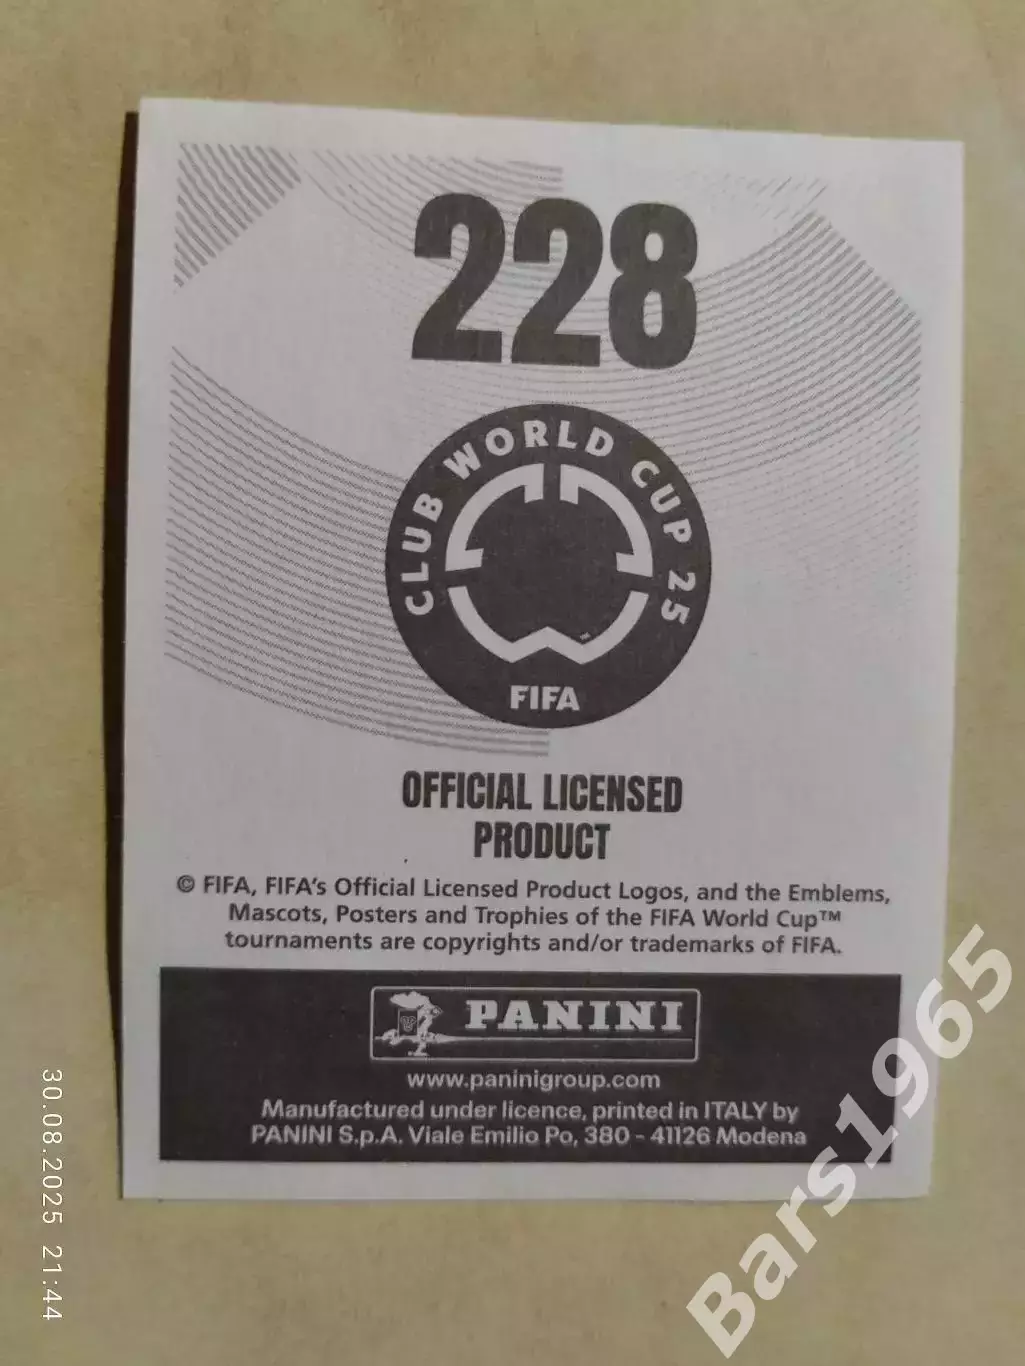 228
CLUB WORLD CUP 25
FIFA
OFFICIAL LICENSED
PRODUCT
© FIFA, FIFA's Official Licensed Product Logos, and the Emblems,
Mascots, Posters and Trophies of the FIFA World Cup™
tournaments are copyrights and/or trademarks of FIFA.
PANINI
www.paninigroup.com
Manufactured under licence, printed in ITALY by
PANINI S.p.A. Viale Emilio Po, 380 - 41126 Modena
30.08.2025 21:44
Bars1965